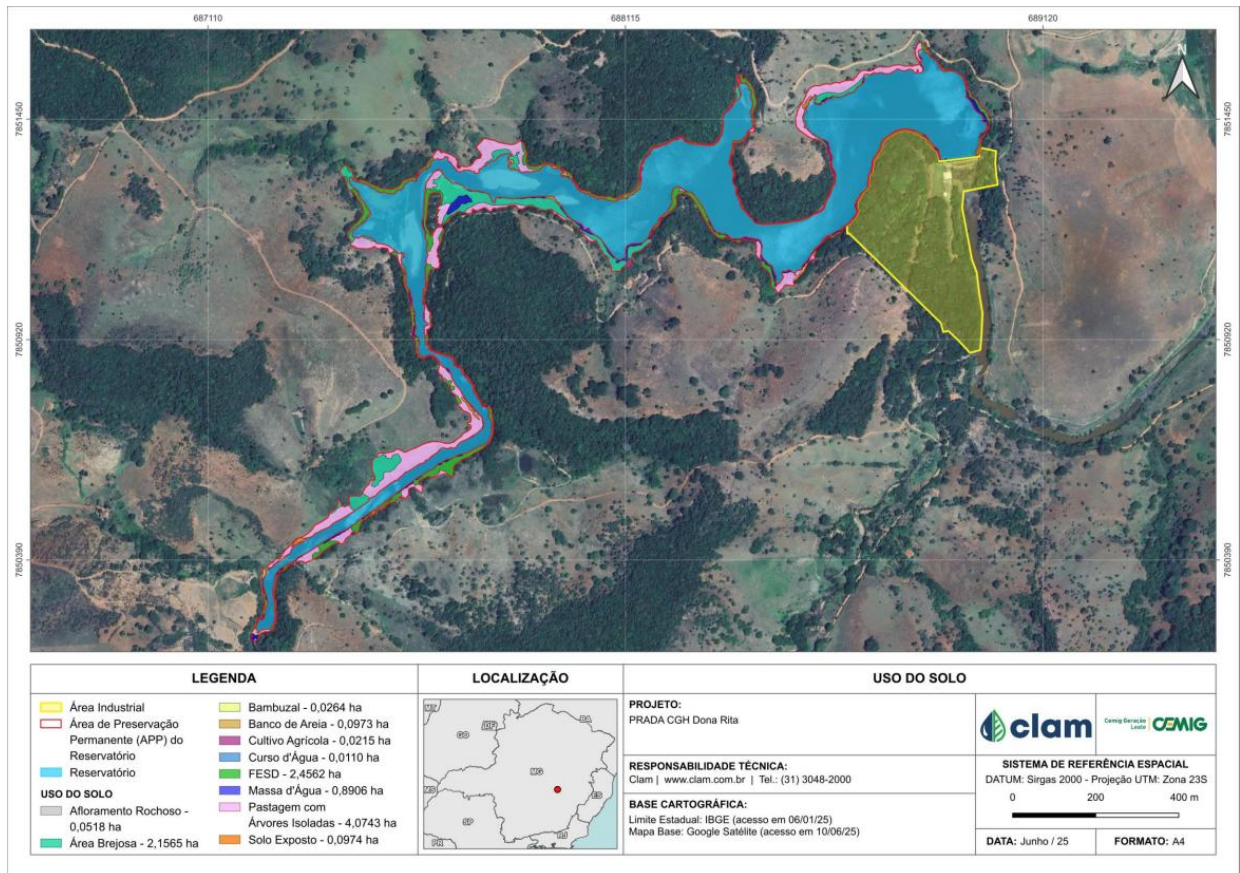 687110
688115
689120
7851450
7851450
7850920
7850920
7850390
7850390
N
LEGENDA
Área Industrial
Área de Preservação
Permanente (APP) do
Reservatório
Reservatório
USO DO SOLO
Afloramento Rochoso -
0,0518 ha
Área Brejosa - 2,1565 ha
Bambuzal - 0,0264 ha
Banco de Areia - 0,0973 ha
Cultivo Agrícola - 0,0215 ha
Curso d'Água - 0,0110 ha
FESD - 2,4562 ha
Massa d'Água - 0,8906 ha
Pastagem com
Árvores Isoladas - 4,0743 ha
Solo Exposto - 0,0974 ha
LOCALIZAÇÃO
MT
GO
DF
BA
MS
MG
ES
SP
RJ
PR
USO DO SOLO
PROJETO:
PRADA CGH Dona Rita
RESPONSABILIDADE TÉCNICA:
Clam | www.clam.com.br | Tel.: (31) 3048-2000
BASE CARTOGRÁFICA:
Limite Estadual: IBGE (acesso em 06/01/25)
Mapa Base: Google Satélite (acesso em 10/06/25)
clam
Cemig Geração
Leste
CEMIG
SISTEMA DE REFERÊNCIA ESPACIAL
DATUM: Sirgas 2000 - Projeção UTM: Zona 23S
0 200 400 m
DATA: Junho / 25
FORMATO: A4